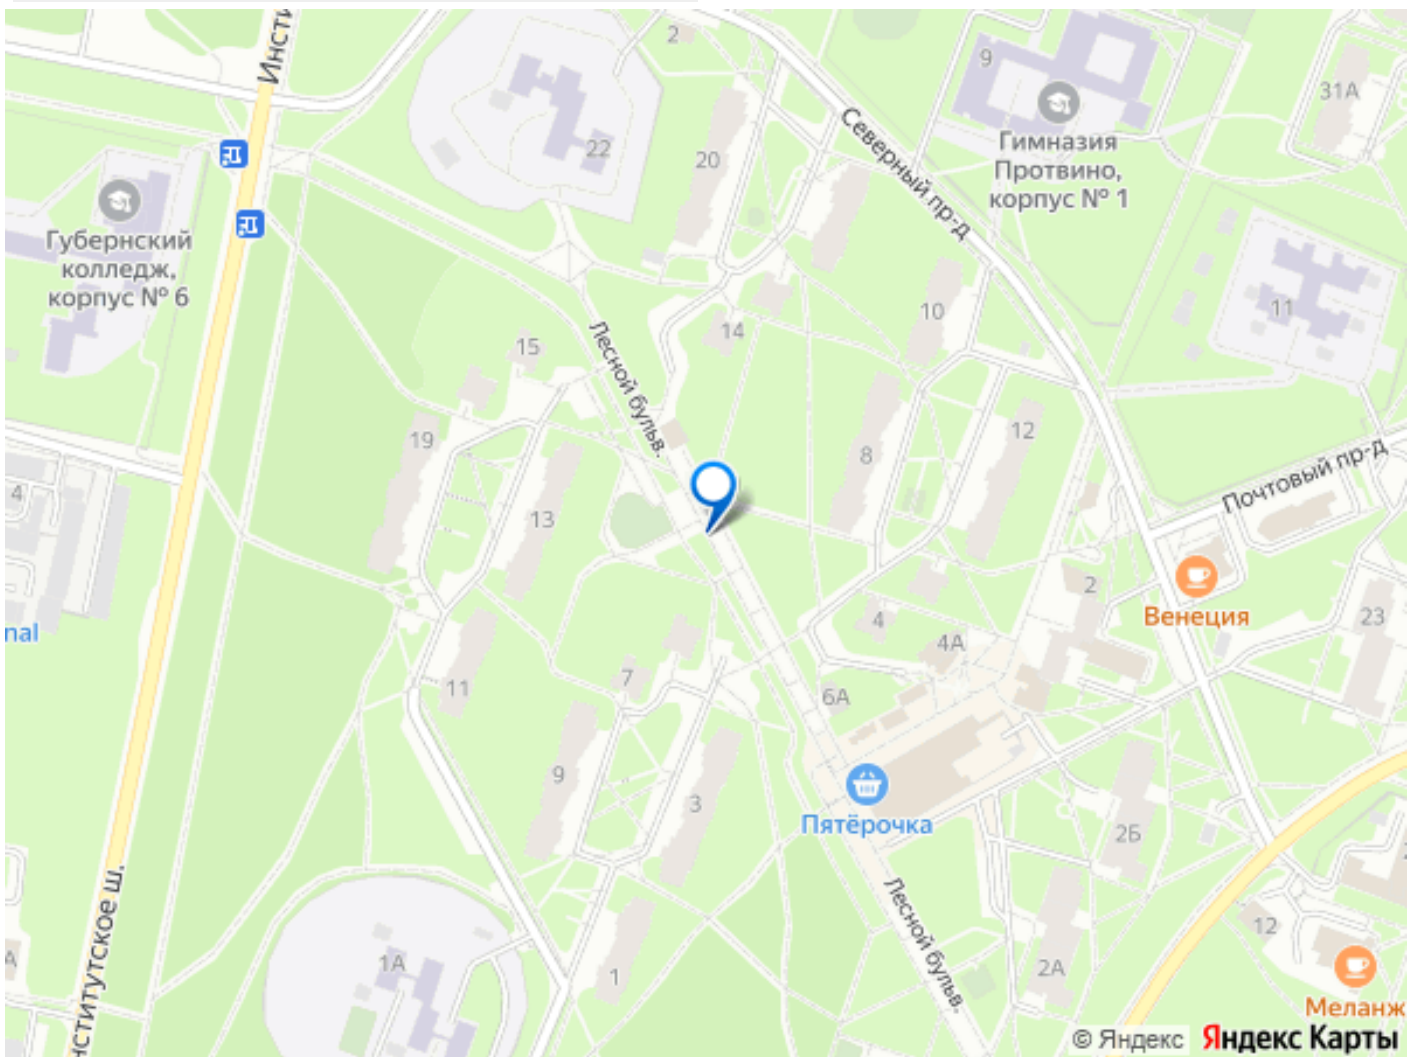 Инсти
2
9
31А
22
20
Северный пр-д
Гимназия
Протвино,
корпус № 1
Губернский
колледж,
корпус № 6
10
11
14
15
Лесной бульв.
19
12
8
Почтовый пр-д
4
13
2
Венеция
23
nal
4
4А
7
11
6А
9
3
Пятёрочка
2Б
Лесной бульв.
нститутское ш.
12
1А
А
1
2А
Меланж
© Яндекс Яндекс Карты